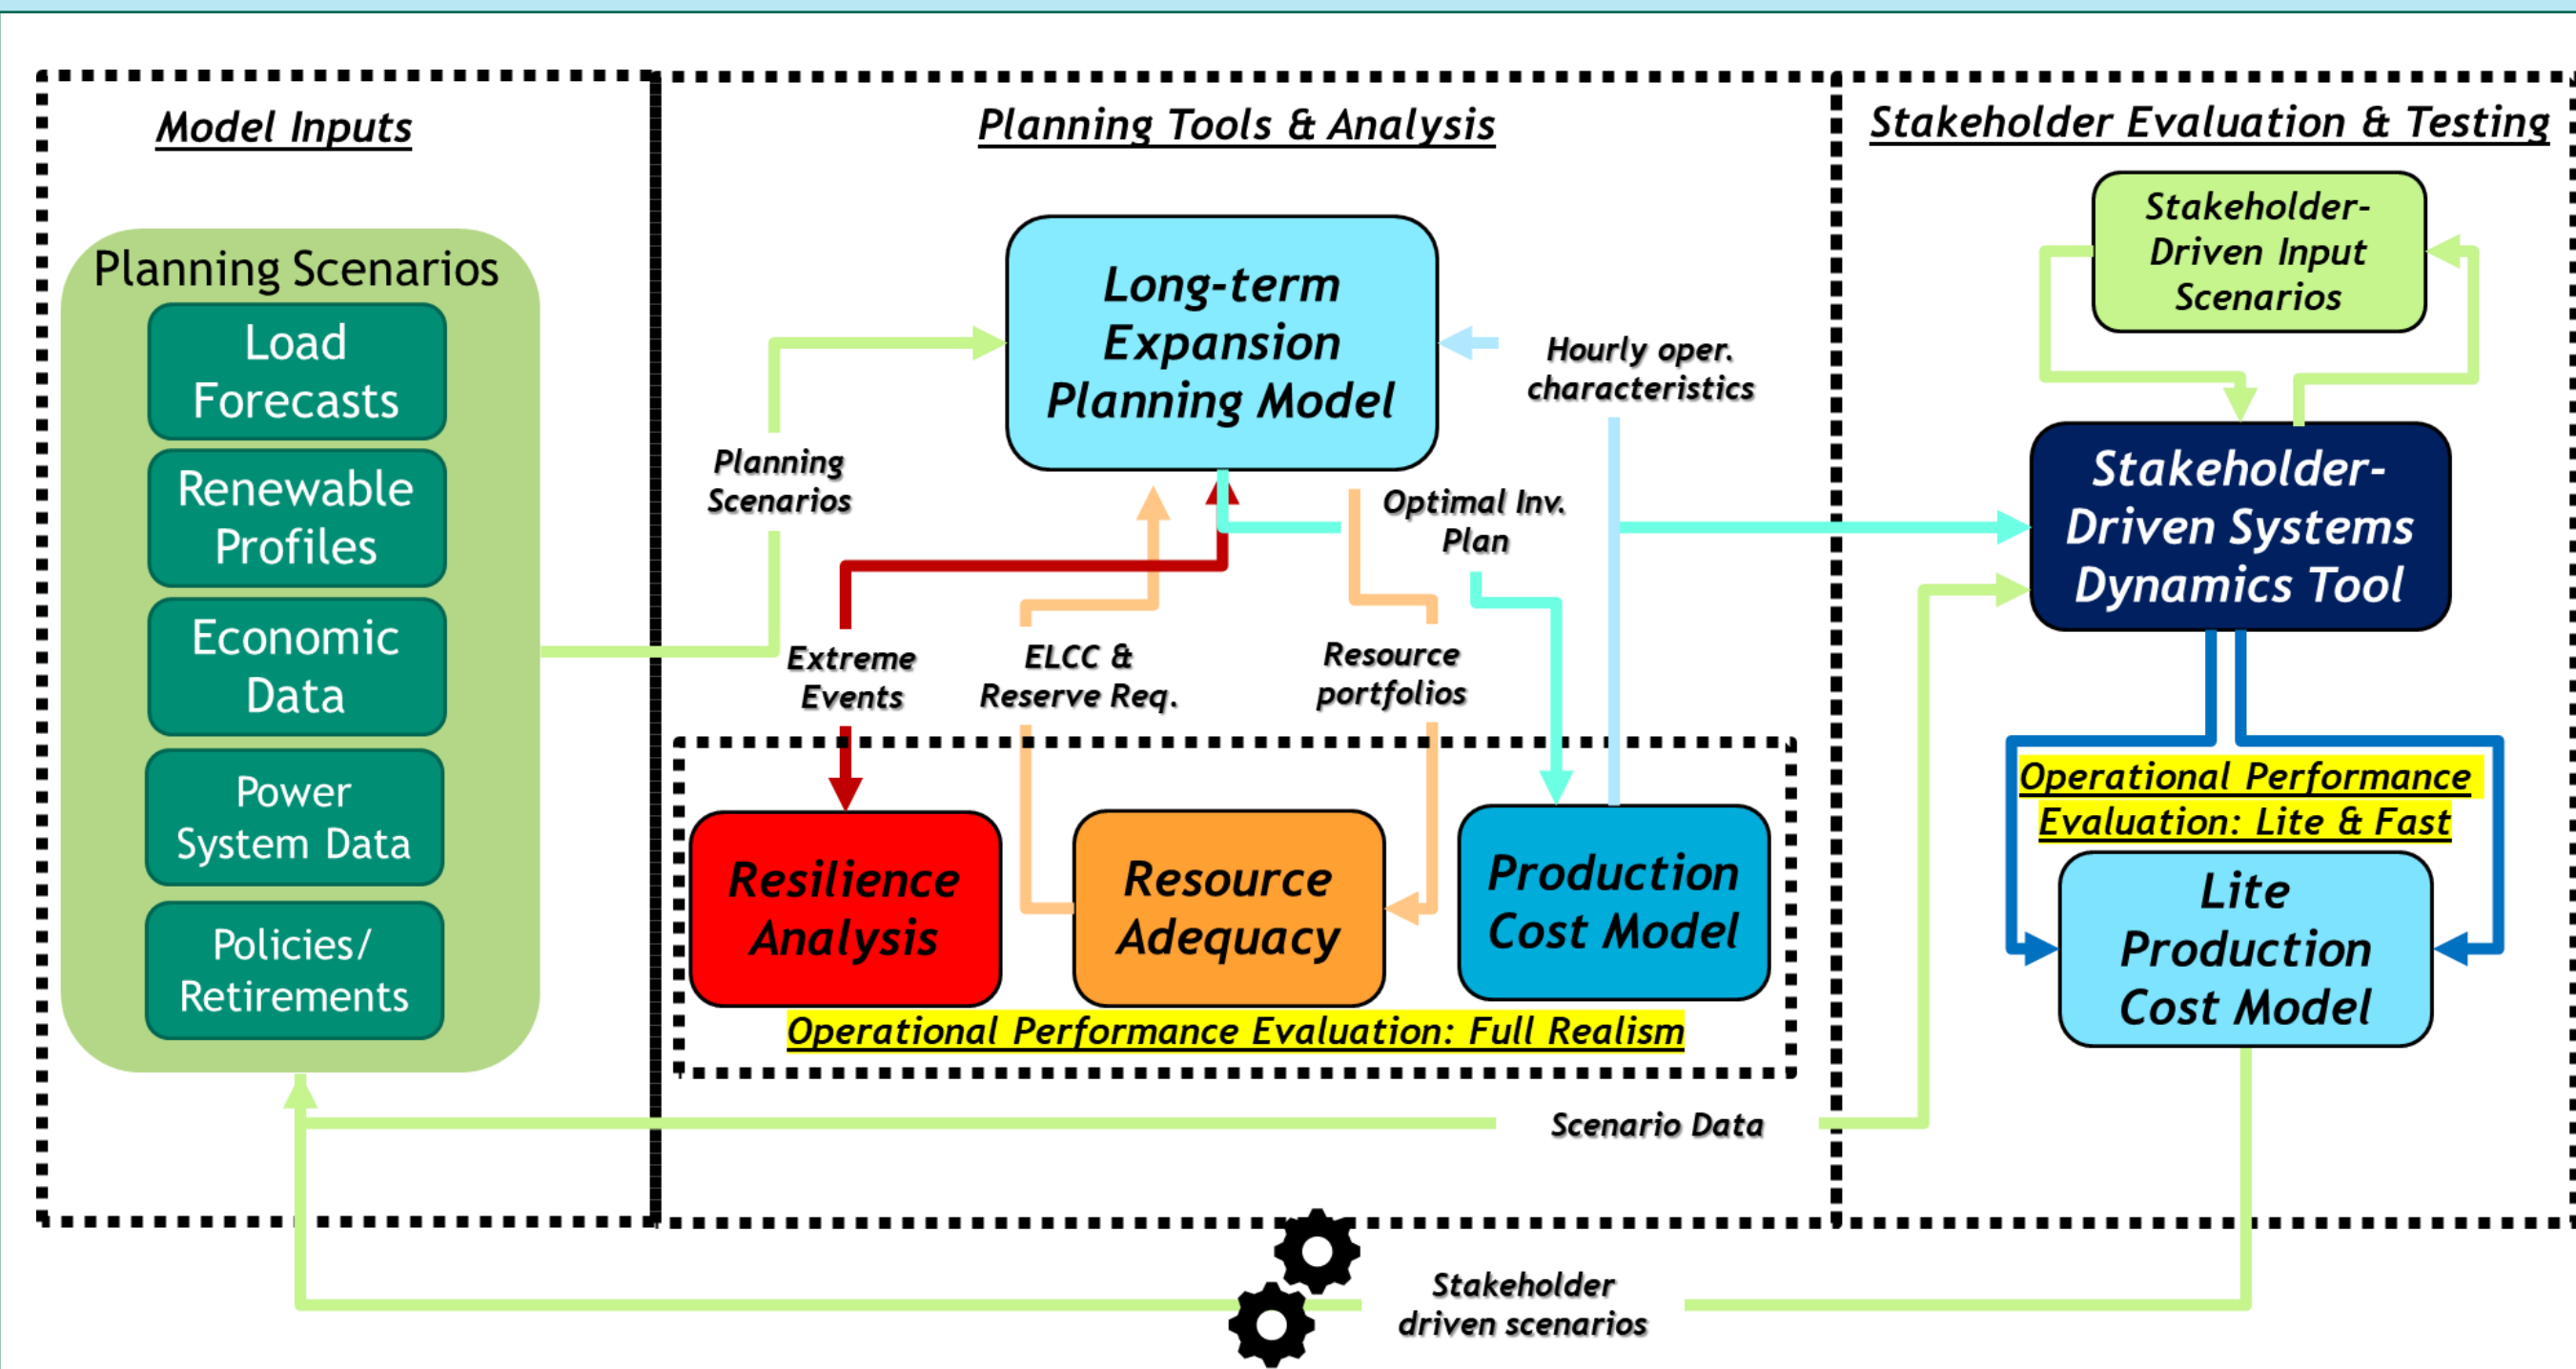 Model Inputs
Planning Scenarios
Load
Forecasts
Renewable
Profiles
Economic
Data
Power
System Data
Policies/
Retirements
Planning Tools & Analysis
Long-term
Expansion
Planning Model
Planning
Scenarios
Hourly oper.
characteristics
Optimal Inv.
Plan
Extreme
Events
ELCC &
Reserve Req.
Resource
portfolios
Resilience
Analysis
Resource
Adequacy
Production
Cost Model
Operational Performance Evaluation: Full Realism
Scenario Data
Stakeholder Evaluation & Testing
Stakeholder-
Driven Input
Scenarios
Stakeholder-
Driven Systems
Dynamics Tool
Operational Performance
Evaluation: Lite & Fast
Lite
Production
Cost Model
Stakeholder
driven scenarios